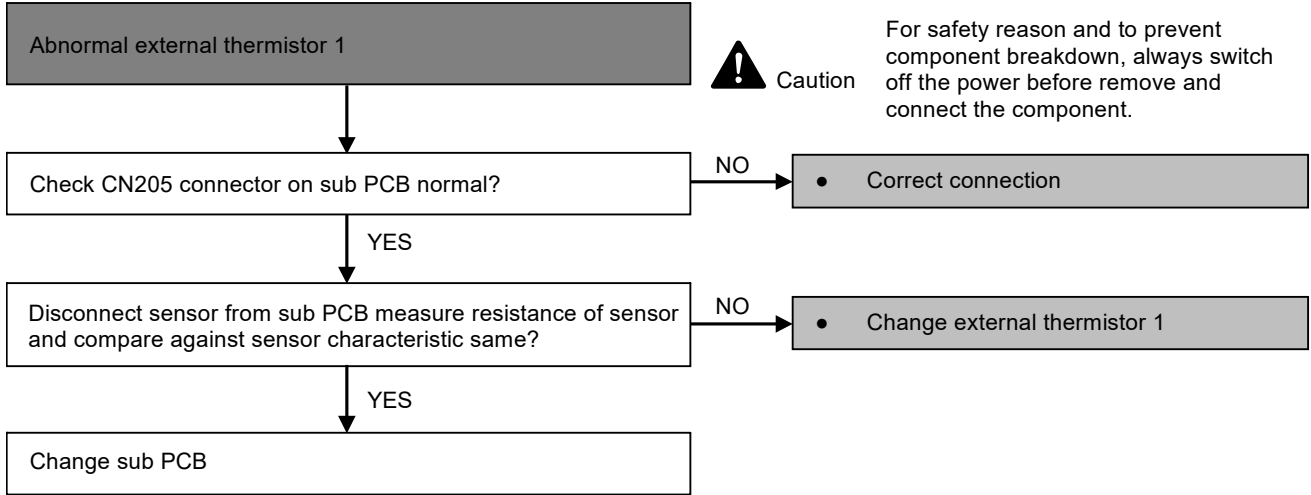 Abnormal external thermistor 1
Caution
For safety reason and to prevent
component breakdown, always switch
off the power before remove and
connect the component.
Check CN205 connector on sub PCB normal?
NO
● Correct connection
YES
Disconnect sensor from sub PCB measure resistance of sensor
and compare against sensor characteristic same?
NO
● Change external thermistor 1
YES
Change sub PCB